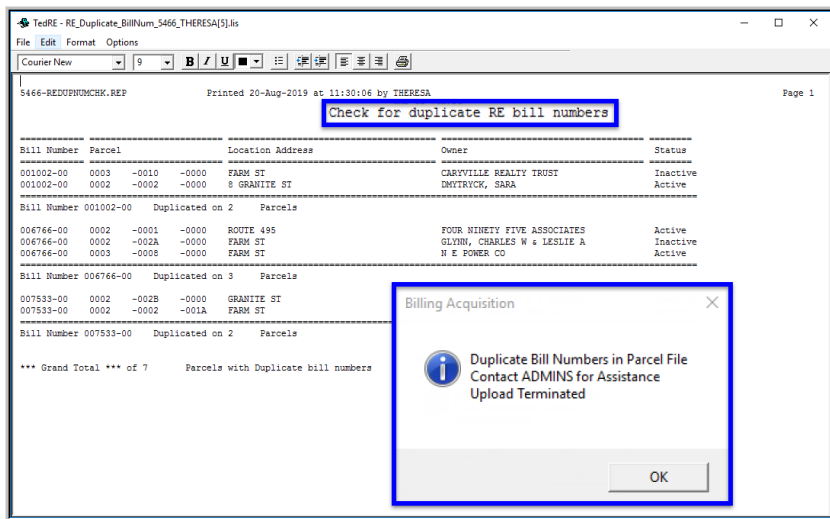 TedRE - RE_Duplicate_BillNum_5466_THERESA[5].lis
File Edit Format Options
Courier New 9 B I U
5466-REDUPNUMCHK.REP Printed 20-Aug-2019 at 11:30:06 by THERESA Page 1
Check for duplicate RE bill numbers
Bill Number Parcel Location Address Owner Status
001002-00 0003 -0010 -0000 FARM ST CARYVILLE REALTY TRUST Inactive
001002-00 0002 -0002 -0000 8 GRANITE ST DMYTRYCK, SARA Active
Bill Number 001002-00 Duplicated on 2 Parcels
006766-00 0002 -0001 -0000 ROUTE 495 FOUR NINETY FIVE ASSOCIATES Active
006766-00 0002 -002A -0000 FARM ST GLYNN, CHARLES W & LESLIE A Inactive
006766-00 0003 -0008 -0000 FARM ST N E POWER CO Active
Bill Number 006766-00 Duplicated on 3 Parcels
007533-00 0002 -002B -0000 GRANITE ST
007533-00 0002 -0002 -001A FARM ST
Bill Number 007533-00 Duplicated on 2 Parcels
*** Grand Total *** of 7 Parcels with Duplicate bill numbers
Billing Acquisition
Duplicate Bill Numbers in Parcel File
Contact ADMINS for Assistance
Upload Terminated
OK